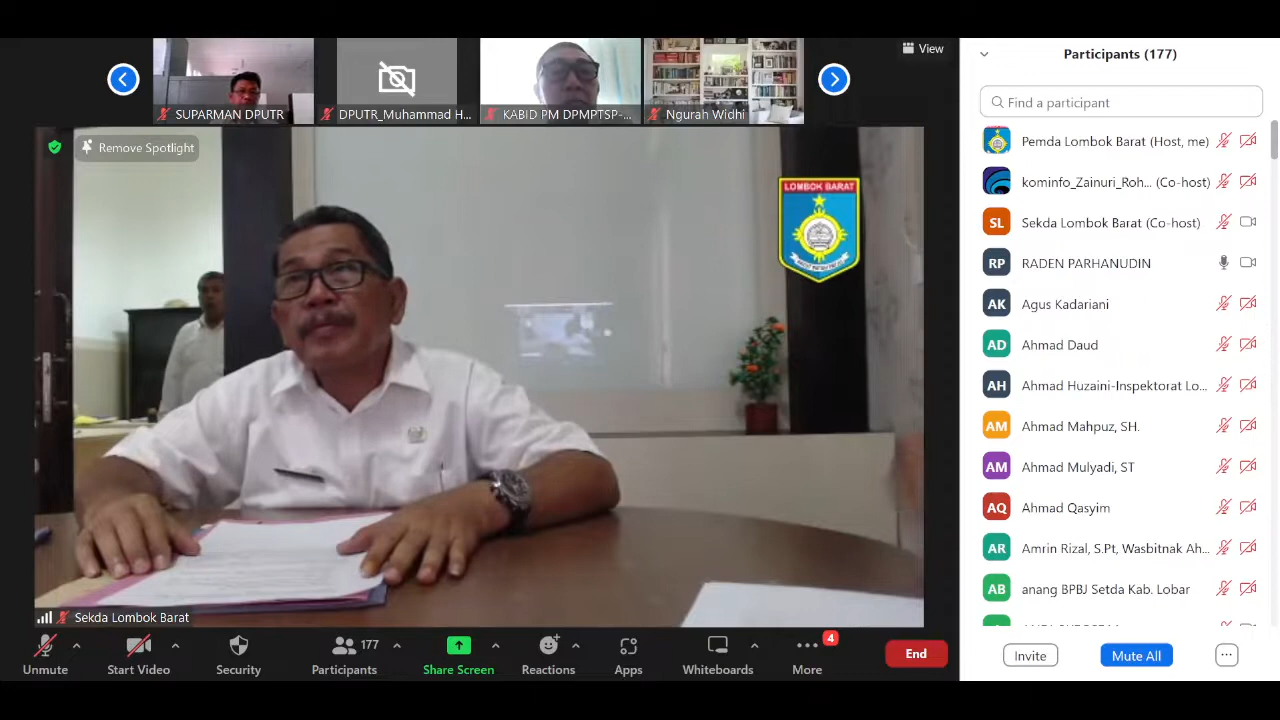 View
SUPARMAN DPUTR
DPUTR_Muhammad H...
KABID PM DPMPTSP-...
Ngurah Widhi
Remove Spotlight
LOMBOK BARAT
Sekda Lombok Barat
Unmute
Start Video
Security
177
Participants
Share Screen
Reactions
Apps
Whiteboards
4
More
End
Participants (177)
Find a participant
Pemda Lombok Barat (Host, me)
kominfo_Zainuri_Roh... (Co-host)
SL Sekda Lombok Barat (Co-host)
RP RADEN PARHANUDIN
AK Agus Kadariani
AD Ahmad Daud
AH Ahmad Huzaini-Inspektorat Lo...
AM Ahmad Mahpuz, SH.
AM Ahmad Mulyadi, ST
AQ Ahmad Qasyim
AR Amrin Rizal, S.Pt, Wasbitnak Ah...
AB anang BPBJ Setda Kab. Lobar
Invite
Mute All